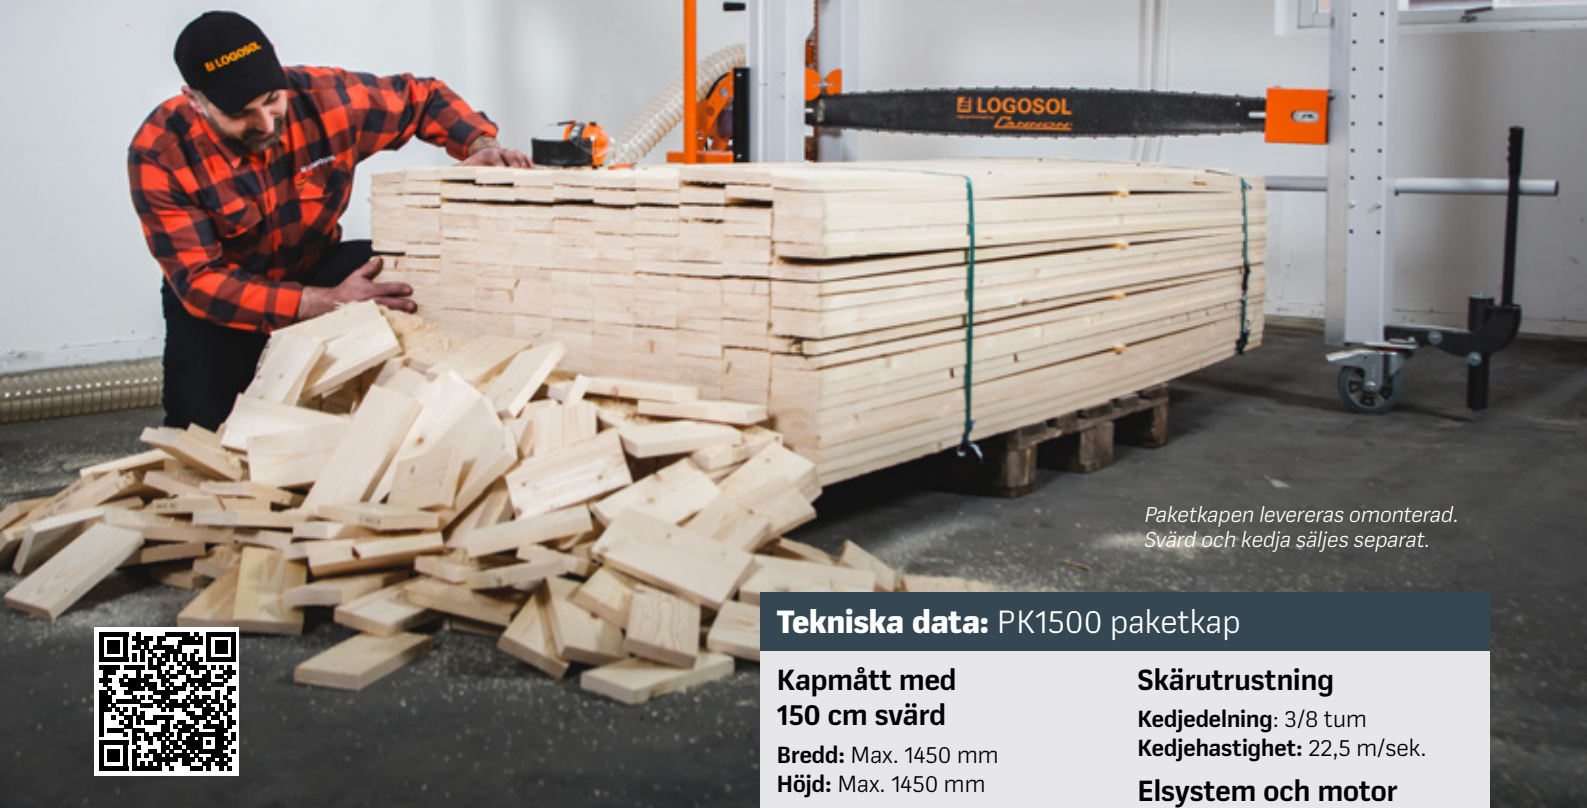 LOGOSOL
LOGOSOL
CANNON
Paketkapen levereras omonterad.
Svärd och kedja säljes separat.
Tekniska data: PK1500 paketkap
Kapmått med
150 cm svärd
Bredd: Max. 1450 mm
Höjd: Max. 1450 mm
Skärutrustning
Kedjedelning: 3/8 tum
Kedjehastighet: 22,5 m/sek.
Elsystem och motor